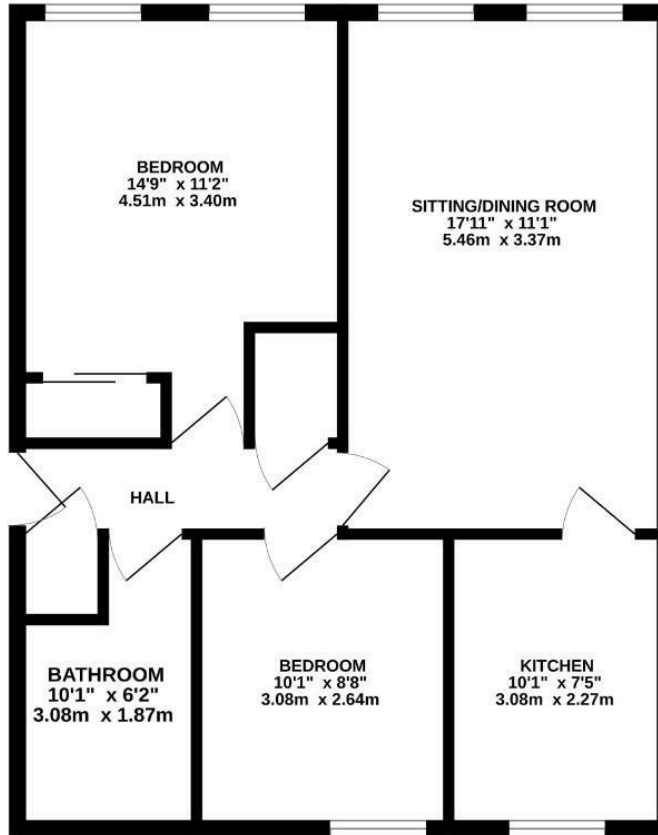 BEDROOM
14'9" x 11'2"
4.51m x 3.40m
SITTING/DINING ROOM
17'11" x 11'1"
5.46m x 3.37m
HALL
BATHROOM
10'1" x 6'2"
3.08m x 1.87m
BEDROOM
10'1" x 8'8"
3.08m x 2.64m
KITCHEN
10'1" x 7'5"
3.08m x 2.27m